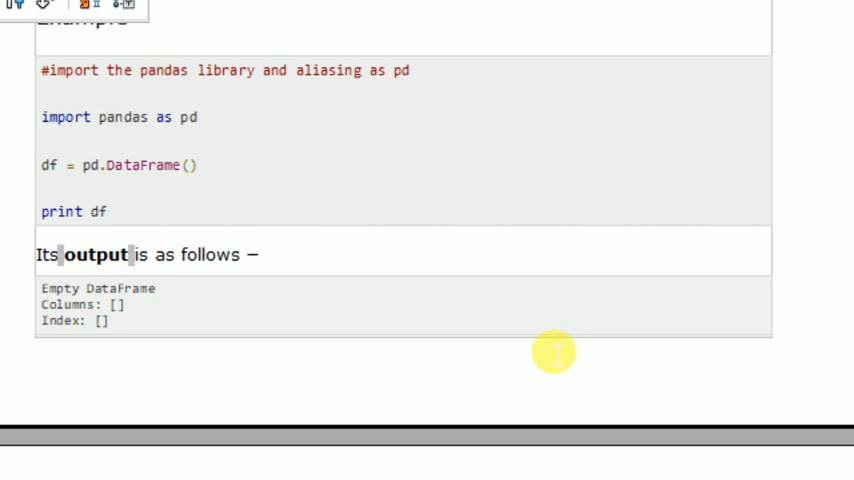 Example
#import the pandas library and aliasing as pd
import pandas as pd
df = pd.DataFrame()
print df
Its output is as follows −
Empty DataFrame
Columns: []
Index: []